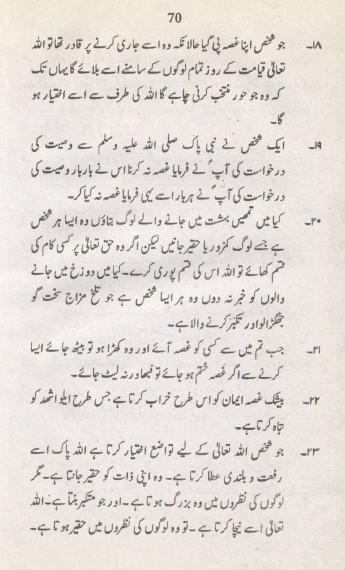 70
۱۸۔ جو شخص اپنا غصہ پی گیا حالانکہ وہ اسے جاری کرنے پر قادر تھا تو اللہ
تعالیٰ قیامت کے روز تمام لوگوں کے سامنے اسے بلائے گا یہاں تک
کہ وہ جو حور منتخب کرنی چاہے گا اللہ کی طرف سے اسے اختیار ہو
گا۔
۱۹۔ ایک شخص نے نبی پاک صلی اللہ علیہ وسلم سے وصیت کی
درخواست کی آپؐ نے فرمایا غصہ نہ کرنا اس نے بار بار وصیت کی
درخواست کی آپؐ نے ہر بار اسے یہی فرمایا غصہ نہ کیا کر۔
۲۰۔ کیا میں تمہیں بہشت میں جانے والے لوگ بتاؤں وہ ایسا ہر شخص
ہے جسے لوگ کمزور یا حقیر جانیں لیکن اگر وہ حق تعالیٰ پر کسی کام کی
قسم کھائے تو اللہ اس کی قسم پوری کرے۔ کیا میں دوزخ میں جانے
والوں کو خبر نہ دوں وہ ہر ایسا شخص ہے جو تلخ مزاج سخت گو
جھگڑالو اور تکبّر کرنے والا ہے۔
۲۱۔ جب تم میں سے کسی کو غصہ آئے اور وہ کھڑا ہو تو بیٹھ جائے ایسا
کرنے سے اگر غصہ ختم ہو جائے تو فبھا ورنہ لیٹ جائے۔
۲۲۔ بیشک غصہ ایمان کو اس طرح خراب کرتا ہے جس طرح ایلوا شھد کو
تباہ کرتا ہے۔
۲۳۔ جو شخص اللہ تعالیٰ کے لیے تواضع اختیار کرتا ہے اللہ پاک اسے
رفعت و بلندی عطا کرتا ہے۔ وہ اپنی ذات کو حقیر جانتا ہے۔ مگر
لوگوں کی نظروں میں وہ بزرگ ہوتا ہے۔ اور جو متکبر بنتا ہے۔ اللہ
تعالیٰ اسے نیچا کرتا ہے۔ تو وہ لوگوں کی نظروں میں حقیر ہوتا ہے۔